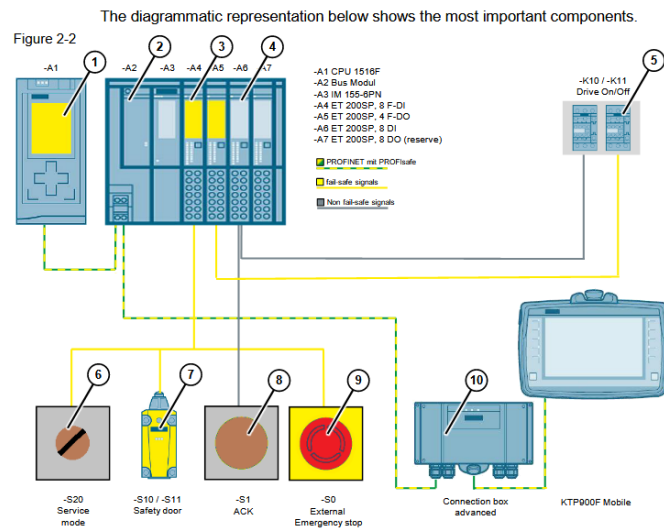 The diagrammatic representation below shows the most important components.
Figure 2-2
1
2
3
4
5
-A1
-A2
-A3
-A4
-A5
-A6
-A7
-A1 CPU 1516F
-A2 Bus Modul
-A3 IM 155-6PN
-A4 ET 200SP, 8 F-DI
-A5 ET 200SP, 4 F-DO
-A6 ET 200SP, 8 DI
-A7 ET 200SP, 8 DO (reserve)
-K10 / -K11
Drive On/Off
PROFINET mit PROFIsafe
fail-safe signals
Non fail-safe signals
6
7
8
9
10
-S20
Service
mode
-S10 / -S11
Safety door
-S1
ACK
-S0
External
Emergency stop
Connection box
advanced
KTP900F Mobile